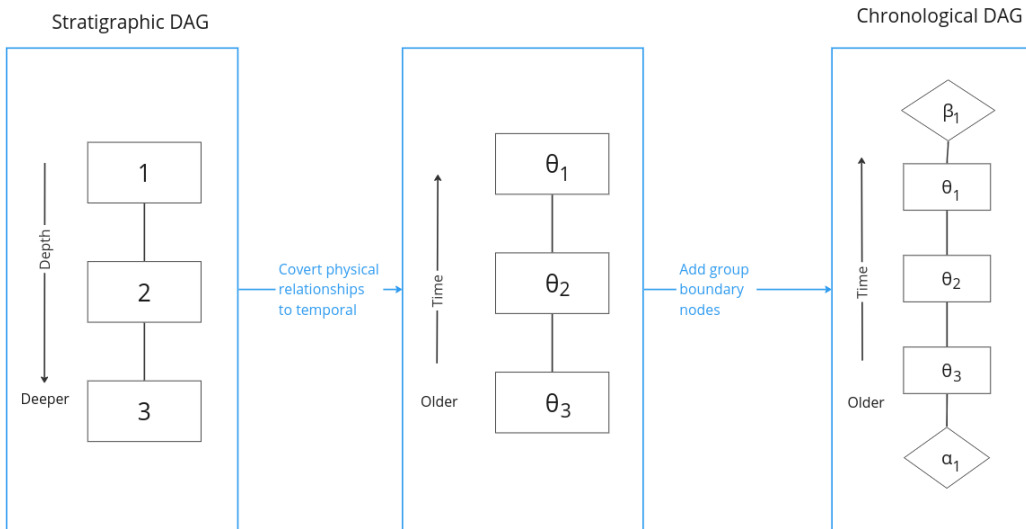 Stratigraphic DAG
Depth
Deeper
1
2
3
Covert physical
relationships
to temporal
Time
Older
θ1
θ2
θ3
Add group
boundary
nodes
Chronological DAG
Time
Older
β1
θ1
θ2
θ3
α1